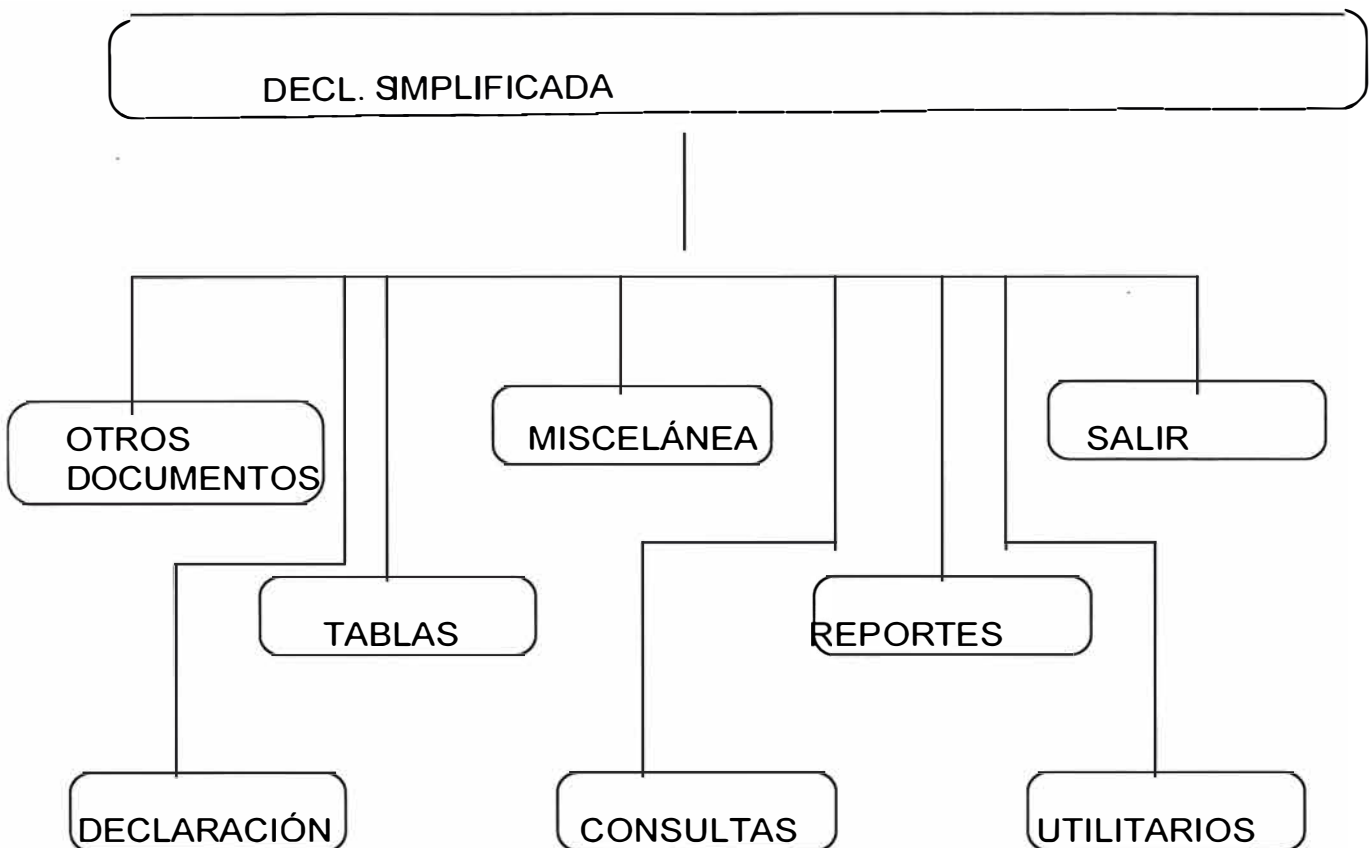 DECL. SIMPLIFICADA
OTROS
DOCUMENTOS
MISCELÁNEA
SALIR
TABLAS
REPORTES
DECLARACIÓN
CONSULTAS
UTILITARIOS